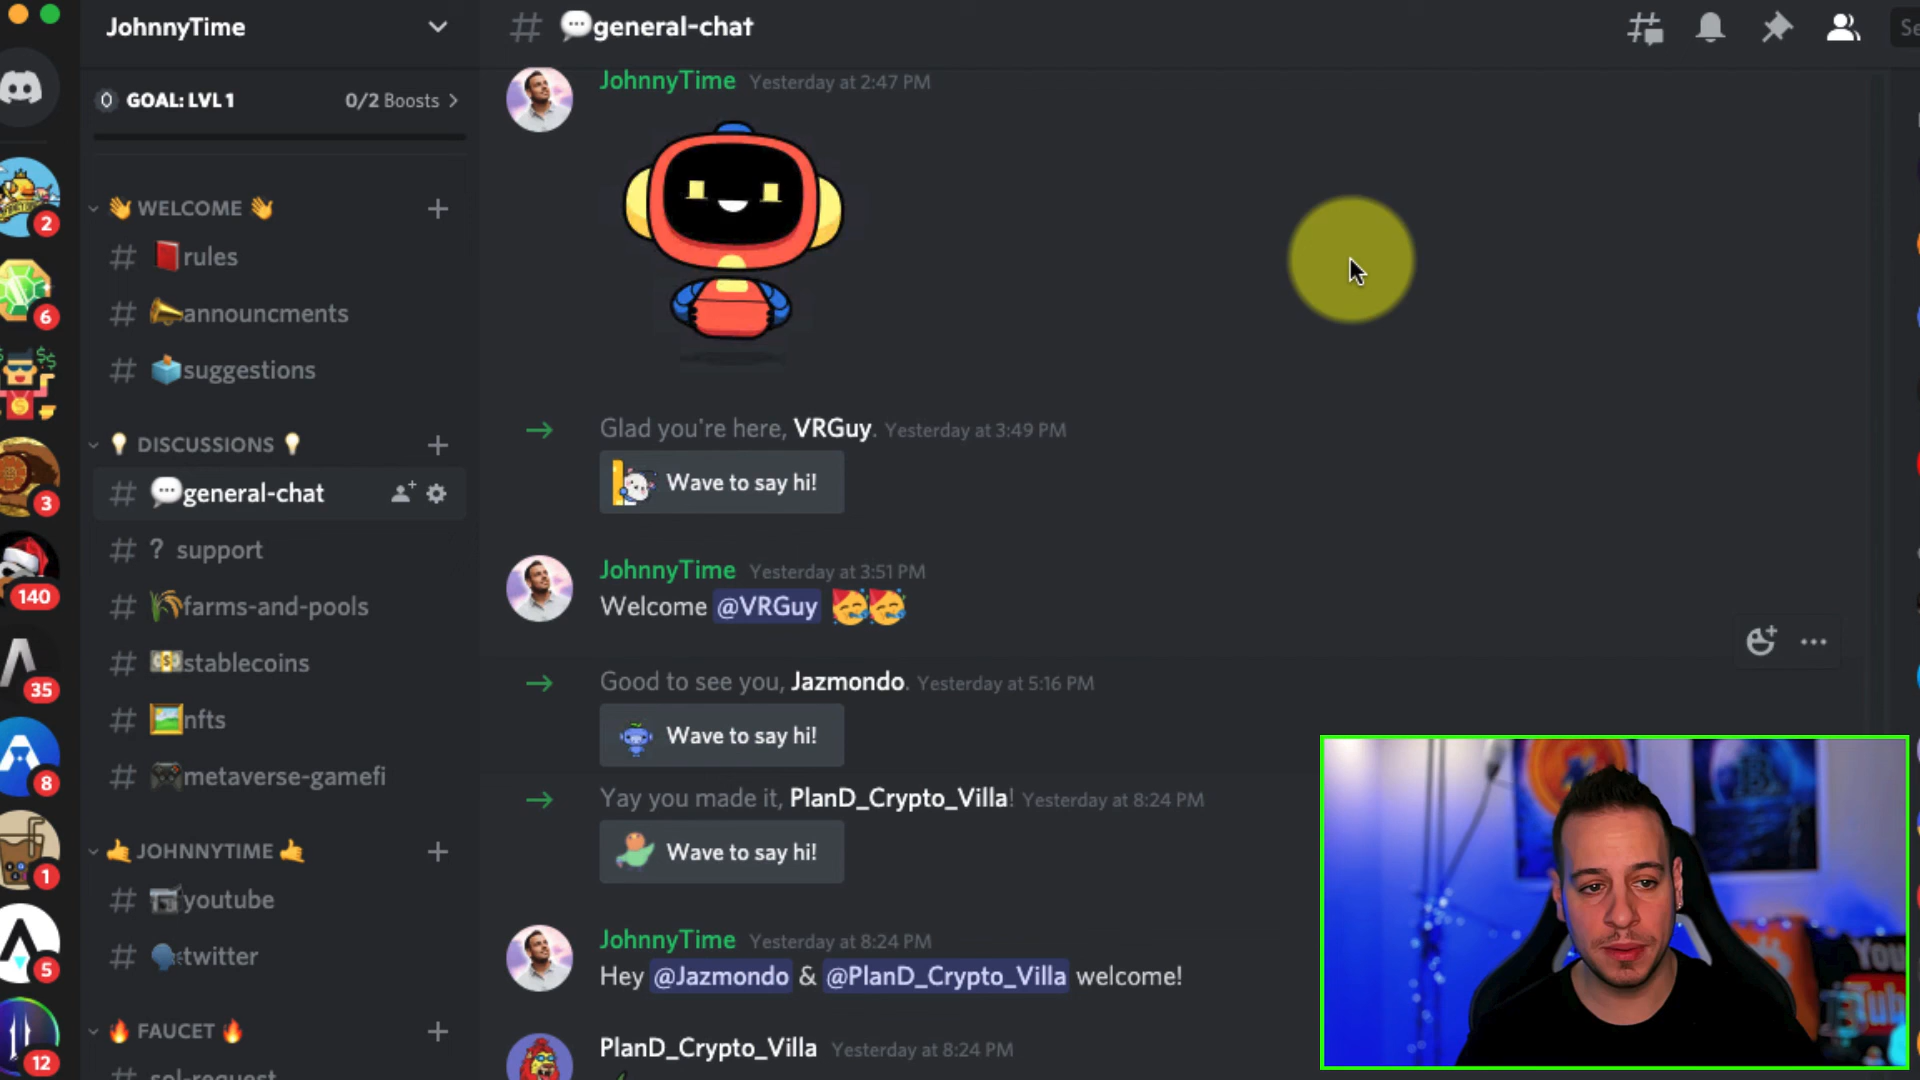 JohnnyTime
GOAL: LVL 1
0/2 Boosts
WELCOME
rules
announcments
suggestions
DISCUSSIONS
general-chat
? support
farms-and-pools
stablecoins
nfts
metaverse-gamefi
JOHNNYTIME
youtube
twitter
FAUCET
sol-request
2
6
3
140
35
8
1
5
12
# general-chat
Se
JohnnyTime Yesterday at 2:47 PM
Glad you're here, VRGuy. Yesterday at 3:49 PM
Wave to say hi!
JohnnyTime Yesterday at 3:51 PM
Welcome @VRGuy
Good to see you, Jazmondo. Yesterday at 5:16 PM
Wave to say hi!
Yay you made it, PlanD_Crypto_Villa! Yesterday at 8:24 PM
Wave to say hi!
JohnnyTime Yesterday at 8:24 PM
Hey @Jazmondo & @PlanD_Crypto_Villa welcome!
PlanD_Crypto_Villa Yesterday at 8:24 PM
You
Tub